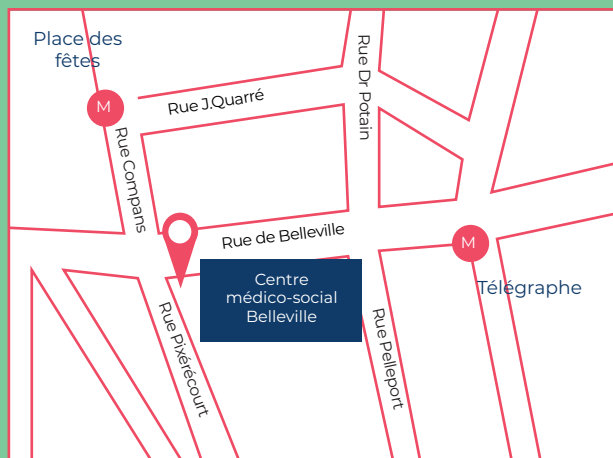 Place des
fêtes
M
Rue J.Quarré
Rue Dr Potain
Rue Compans
Rue de Belleville
M
Télégraphe
Centre
médico-social
Belleville
Rue Pixérécourt
Rue Pelleport